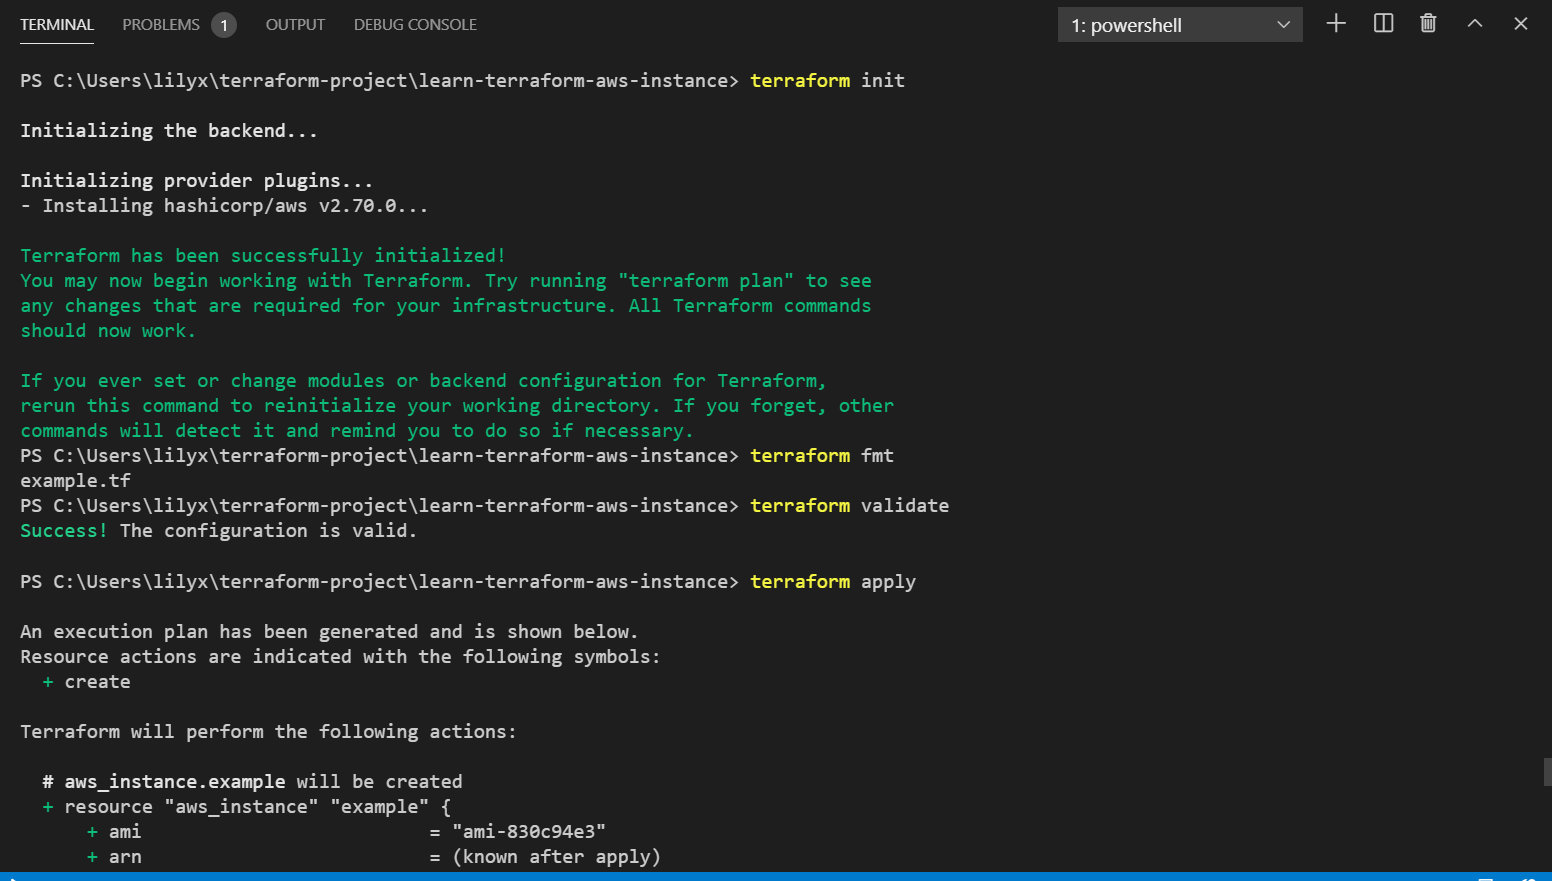 TERMINAL PROBLEMS 1 OUTPUT DEBUG CONSOLE 1: powershell
PS C:\Users\lilyx\terraform-project\learn-terraform-aws-instance> terraform init
Initializing the backend...
Initializing provider plugins...
- Installing hashicorp/aws v2.70.0...
Terraform has been successfully initialized!
You may now begin working with Terraform. Try running "terraform plan" to see
any changes that are required for your infrastructure. All Terraform commands
should now work.
If you ever set or change modules or backend configuration for Terraform,
rerun this command to reinitialize your working directory. If you forget, other
commands will detect it and remind you to do so if necessary.
PS C:\Users\lilyx\terraform-project\learn-terraform-aws-instance> terraform fmt
example.tf
PS C:\Users\lilyx\terraform-project\learn-terraform-aws-instance> terraform validate
Success! The configuration is valid.
PS C:\Users\lilyx\terraform-project\learn-terraform-aws-instance> terraform apply
An execution plan has been generated and is shown below.
Resource actions are indicated with the following symbols:
+ create
Terraform will perform the following actions:
# aws_instance.example will be created
+ resource "aws_instance" "example" {
+ ami = "ami-830c94e3"
+ arn = (known after apply)